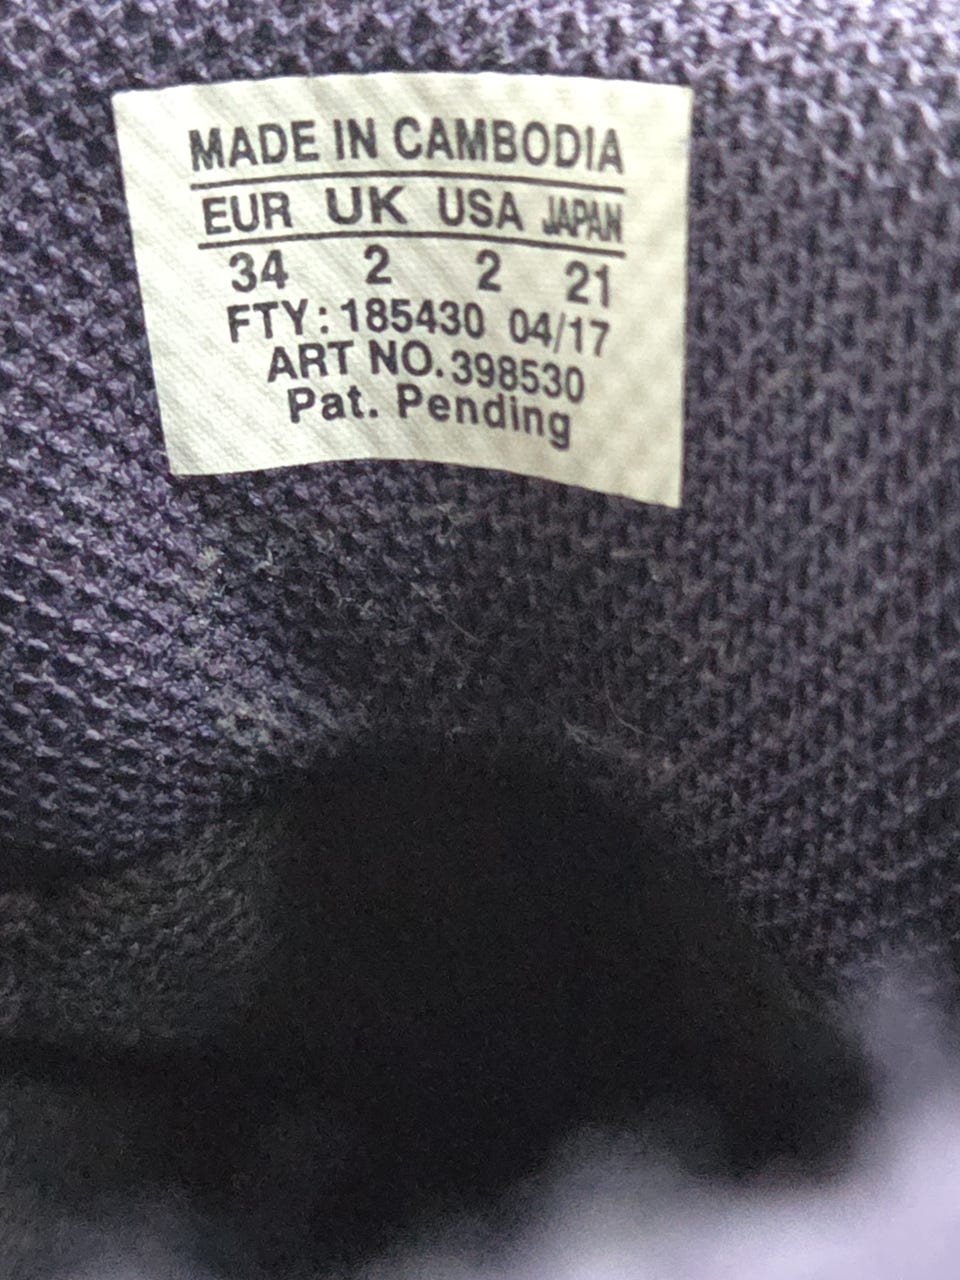 MADE IN CAMBODIA
EUR UK USA JAPAN
34 2 2 21
FTY: 185430 04/17
ART NO. 398530
Pat. Pending